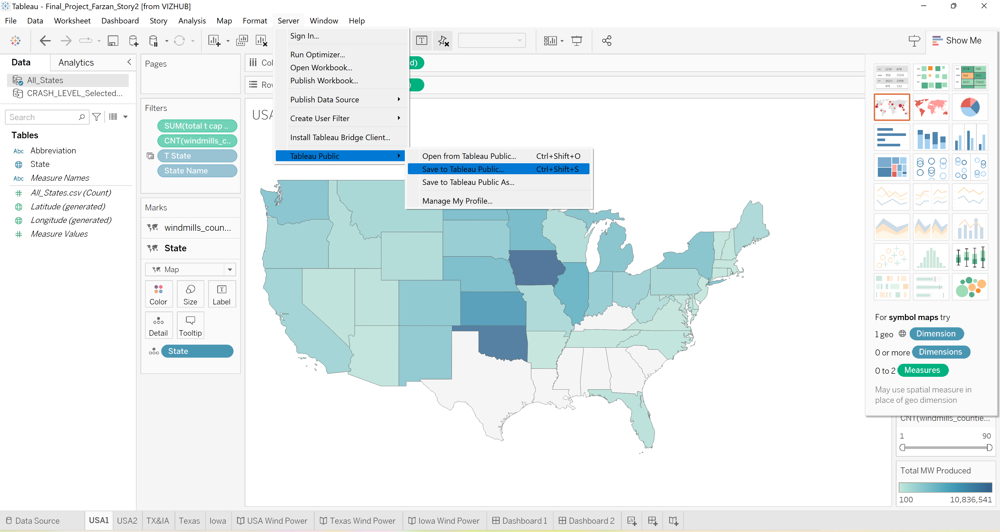 Tableau - Final_Project_Farzan_Story2 [from VIZHUB]
File Data Worksheet Dashboard Story Analysis Map Format Server Window Help
Show Me
Data
Analytics
All_States
CRASH_LEVEL_Selected...
Search
Tables
Abc Abbreviation
State
Abc Measure Names
All_States.csv (Count)
Latitude (generated)
Longitude (generated)
Measure Values
Pages
Filters
SUM(total t cap ..
CNT(windmills_c..
T State
State Name
Marks
windmills_coun...
State
Map
Color
Size
Label
Detail
Tooltip
State
Col
d)
Rov
)
USA
Sign In...
Run Optimizer...
Open Workbook...
Publish Workbook...
Publish Data Source
Create User Filter
Install Tableau Bridge Client...
Tableau Public
Open from Tableau Public... Ctrl+Shift+O
Save to Tableau Public... Ctrl+Shift+S
Save to Tableau Public As...
Manage My Profile...
1234 678
368 3034
2620 2559
971 322
1234 546
368 340
2620 53890
For symbol maps try
1 geo Dimension
0 or more Dimensions
0 to 2 Measures
May use spatial measure in
place of geo dimension
CNT(windmills_countie...
1 90
Total MW Produced
100 10,836,541
Data Source
USA1
USA2
TX&IA
Texas
Iowa
USA Wind Power
Texas Wind Power
Iowa Wind Power
Dashboard 1
Dashboard 2